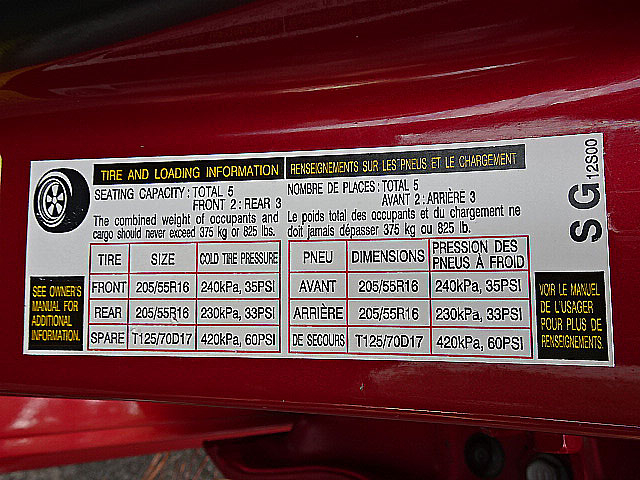 TIRE AND LOADING INFORMATION
SEATING CAPACITY : TOTAL 5
FRONT 2 : REAR 3
The combined weight of occupants and
cargo should never exceed 375 kg or 825 lbs.
TIRE SIZE COLD TIRE PRESSURE
FRONT 205/55R16 240kPa, 35PSI
REAR 205/55R16 230kPa, 33PSI
SPARE T125/70D17 420kPa, 60PSI
SEE OWNER'S
MANUAL FOR
ADDITIONAL
INFORMATION.
RENSEIGNEMENTS SUR LES PNEUS ET LE CHARGEMENT
NOMBRE DE PLACES : TOTAL 5
AVANT 2 : ARRIÈRE 3
Le poids total des occupants et du chargement ne
doit jamais dépasser 375 kg ou 825 lb.
PNEU DIMENSIONS PRESSION DES
PNEUS À FROID
AVANT 205/55R16 240kPa, 35PSI
ARRIÈRE 205/55R16 230kPa, 33PSI
DE SECOURS T125/70D17 420kPa, 60PSI
VOIR LE MANUEL
DE L'USAGER
POUR PLUS DE
RENSEIGNEMENTS.
SG 12S00